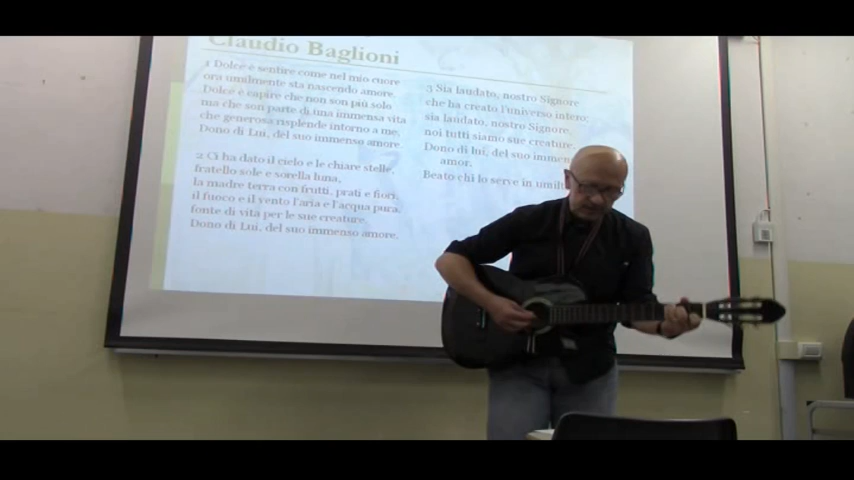 Claudio Baglioni
1 Dolce è sentire come nel mio cuore
ora umilmente sta nascendo amore.
Dolce è capire che non son più solo
ma che son parte di una immensa vita
che generosa risplende intorno a me,
Dono di Lui, del suo immenso amore.
2 Ci ha dato il cielo e le chiare stelle,
fratello sole e sorella luna,
la madre terra con frutti, prati e fiori,
il fuoco e il vento l'aria e l'acqua pura,
fonte di vita per le sue creature.
Dono di Lui, del suo immenso amore.
3 Sia laudato, nostro Signore
che ha creato l'universo intero;
sia laudato, nostro Signore,
noi tutti siamo sue creature.
Dono di lui, del suo immens
amor.
Beato chi lo serve in umilt